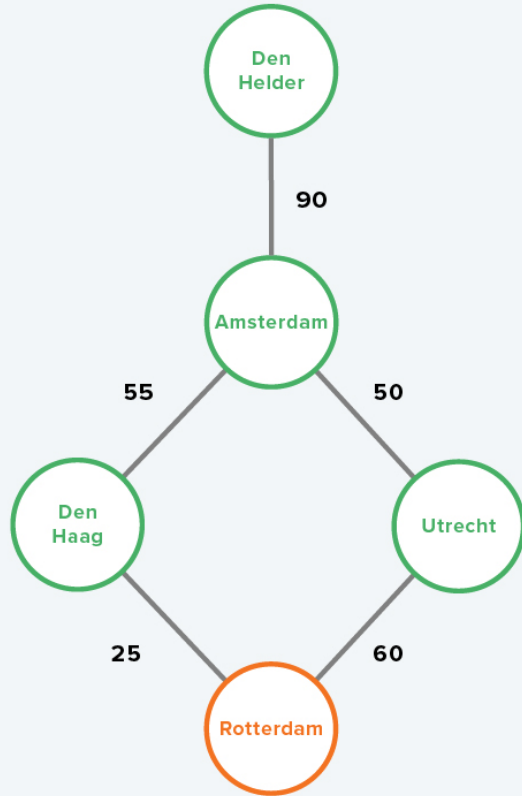 Den
Helder
90
Amsterdam
55
50
Den
Haag
Utrecht
25
60
Rotterdam